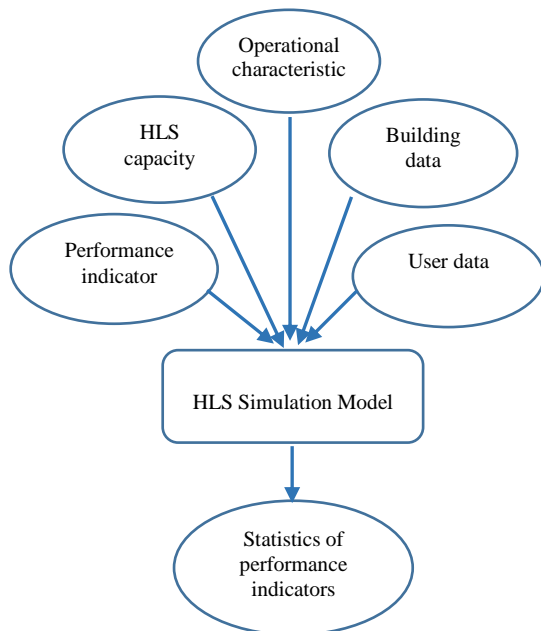 Operational
characteristic
HLS
capacity
Building
data
Performance
indicator
User data
HLS Simulation Model
Statistics of
performance
indicators